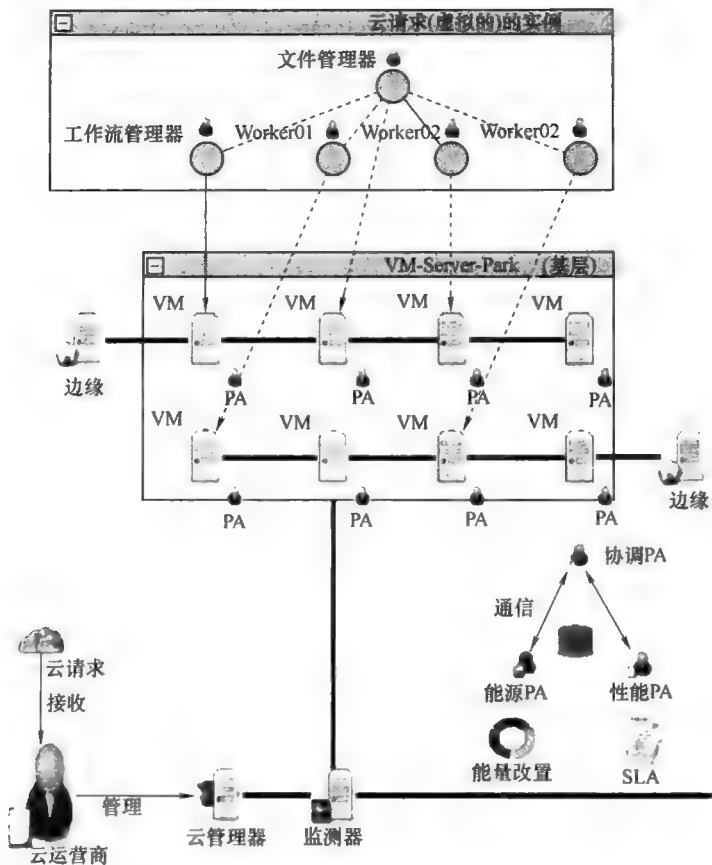 云请求(虚拟的)的实例
文件管理器
工作流管理器 Worker01 Worker02 Worker02
VM-Server-Park (基层)
VM VM VM VM
边缘
PA PA PA PA
VM VM VM VM
边缘
PA PA PA PA
协调PA
通信
云请求
能源PA 性能PA
接收
能量改置 SLA
管理
云管理器 监测器
云运营商